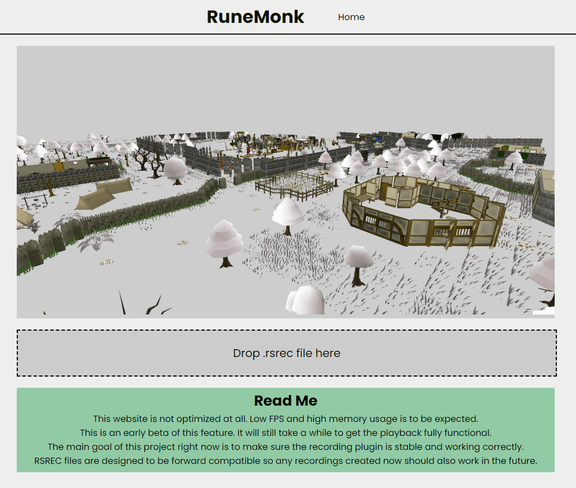 RuneMonk
Home
Drop .rsrec file here
Read Me
This website is not optimized at all. Low FPS and high memory usage is to be expected.
This is an early beta of this feature. It will still take a while to get the playback fully functional.
The main goal of this project right now is to make sure the recording plugin is stable and working correctly.
RSREC files are designed to be forward compatible so any recordings created now should also work in the future.